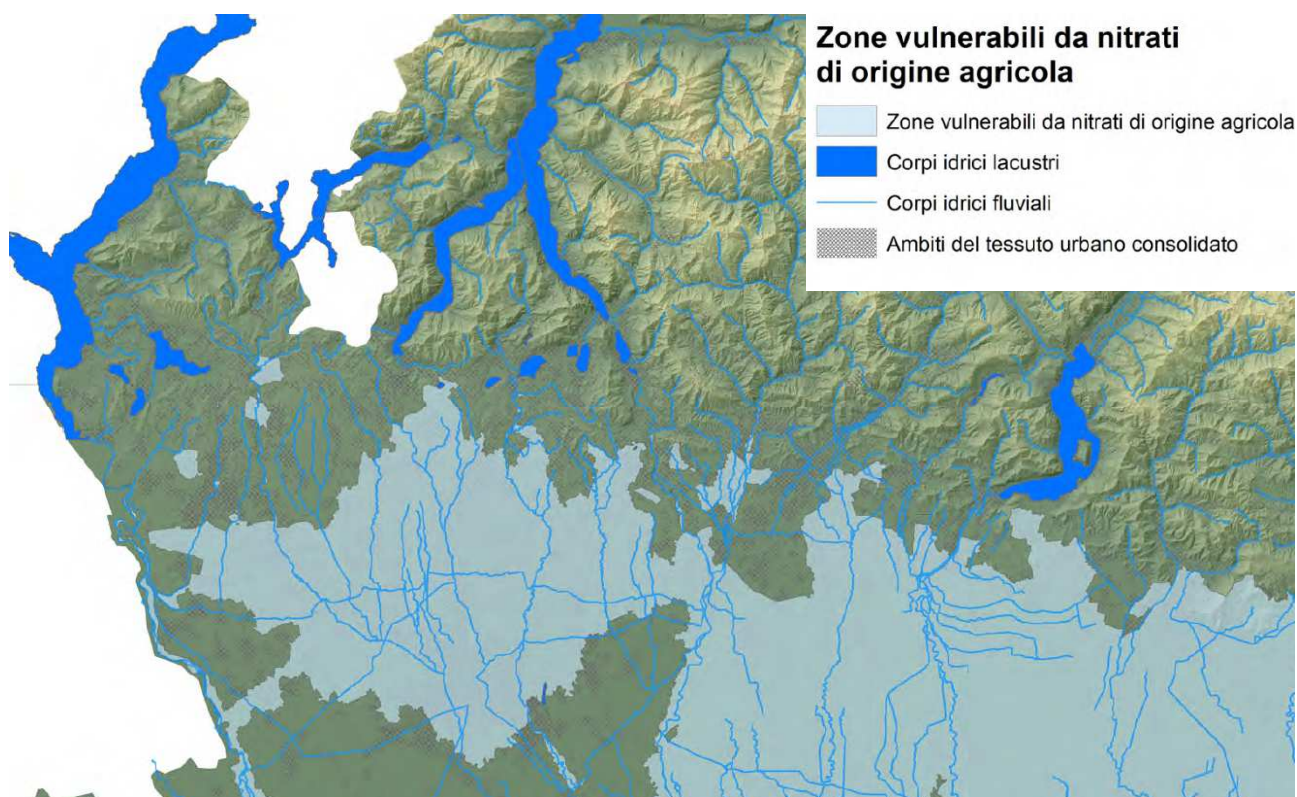 Zone vulnerabili da nitrati
di origine agricola
Zone vulnerabili da nitrati di origine agricola
Corpi idrici lacustri
Corpi idrici fluviali
Ambiti del tessuto urbano consolidato